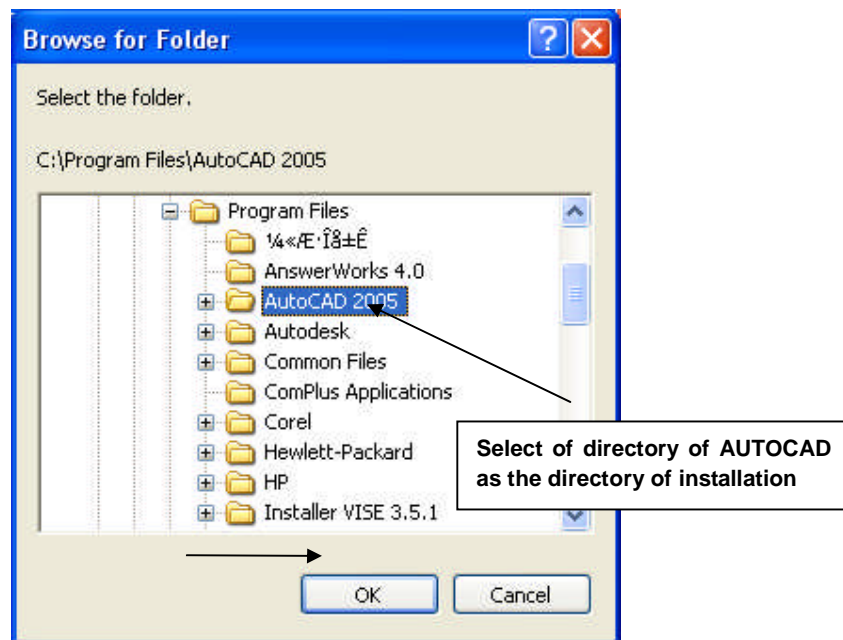 Browse for Folder
Select the folder.
C:\Program Files\AutoCAD 2005
Program Files
¼«Æ·Îå±Ê
AnswerWorks 4.0
AutoCAD 2005
Autodesk
Common Files
ComPlus Applications
Corel
Hewlett-Packard
HP
Installer VISE 3.5.1
Select of directory of AUTOCAD
as the directory of installation
OK
Cancel